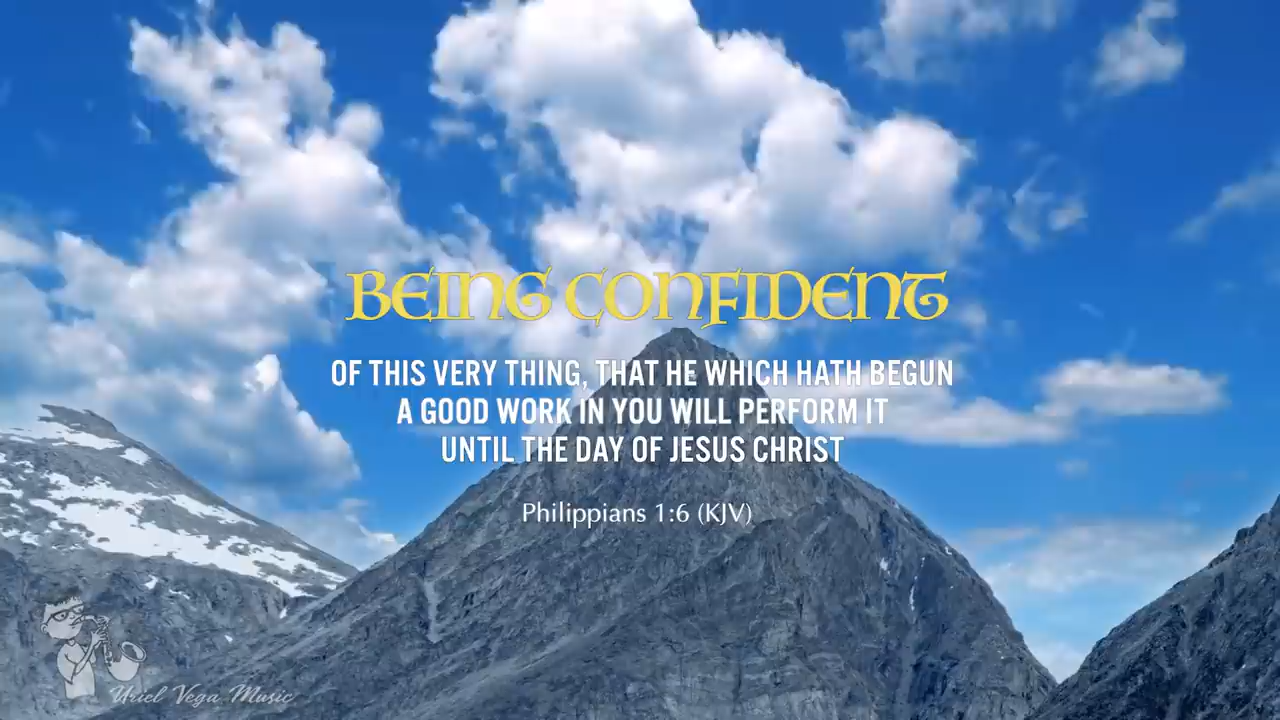 BEING CONFIDENT
OF THIS VERY THING, THAT HE WHICH HATH BEGUN
A GOOD WORK IN YOU WILL PERFORM IT
UNTIL THE DAY OF JESUS CHRIST
Philippians 1:6 (KJV)
Uriel Vega Music